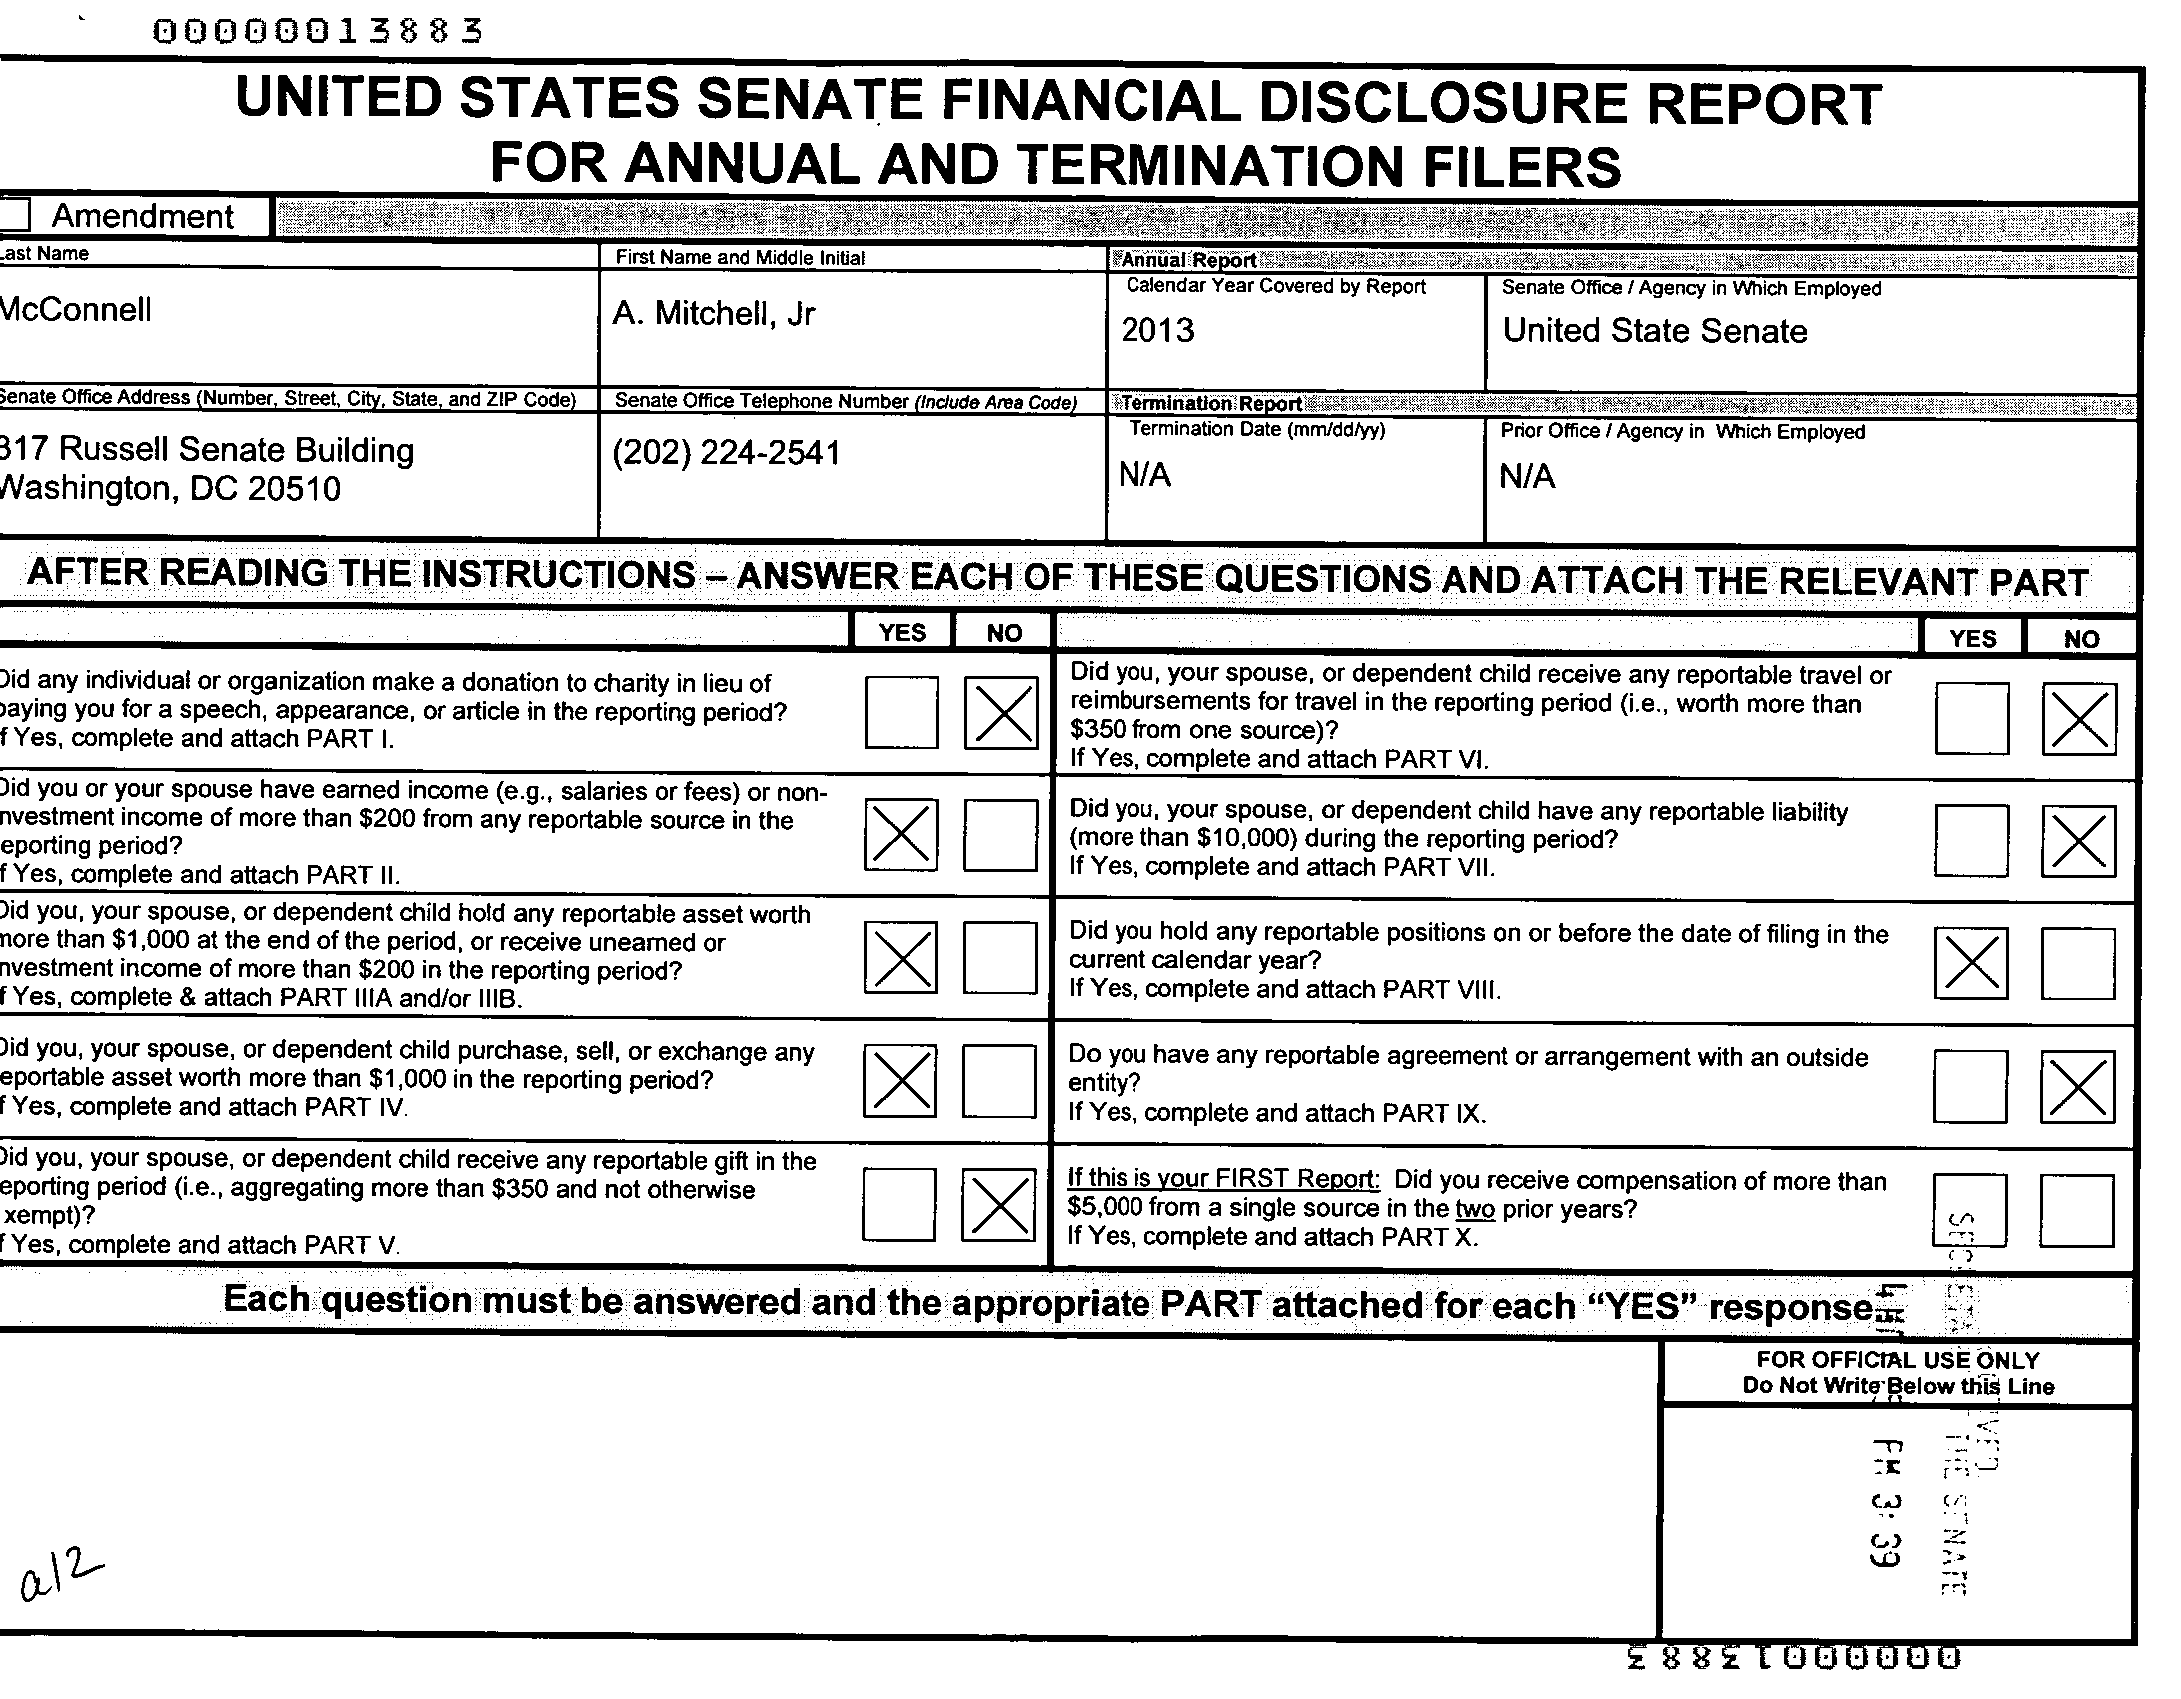 00000013883
UNITED STATES SENATE FINANCIAL DISCLOSURE REPORT
FOR ANNUAL AND TERMINATION FILERS
Amendment
Last Name
First Name and Middle Initial
Annual Report
Calendar Year Covered by Report
Senate Office / Agency in Which Employed
McConnell
A. Mitchell, Jr
2013
United State Senate
Senate Office Address (Number, Street, City, State, and ZIP Code)
Senate Office Telephone Number (Include Area Code)
Termination Report
Termination Date (mm/dd/yy)
Prior Office / Agency in Which Employed
317 Russell Senate Building
Washington, DC 20510
(202) 224-2541
N/A
N/A
AFTER READING THE INSTRUCTIONS – ANSWER EACH OF THESE QUESTIONS AND ATTACH THE RELEVANT PART
YES NO
YES NO
Did any individual or organization make a donation to charity in lieu of
paying you for a speech, appearance, or article in the reporting period?
If Yes, complete and attach PART I.
Did you, your spouse, or dependent child receive any reportable travel or
reimbursements for travel in the reporting period (i.e., worth more than
$350 from one source)?
If Yes, complete and attach PART VI.
Did you or your spouse have earned income (e.g., salaries or fees) or non-
investment income of more than $200 from any reportable source in the
reporting period?
If Yes, complete and attach PART II.
Did you, your spouse, or dependent child have any reportable liability
(more than $10,000) during the reporting period?
If Yes, complete and attach PART VII.
Did you, your spouse, or dependent child hold any reportable asset worth
more than $1,000 at the end of the period, or receive unearned or
investment income of more than $200 in the reporting period?
If Yes, complete & attach PART IIIA and/or IIIB.
Did you hold any reportable positions on or before the date of filing in the
current calendar year?
If Yes, complete and attach PART VIII.
Did you, your spouse, or dependent child purchase, sell, or exchange any
reportable asset worth more than $1,000 in the reporting period?
If Yes, complete and attach PART IV.
Do you have any reportable agreement or arrangement with an outside
entity?
If Yes, complete and attach PART IX.
Did you, your spouse, or dependent child receive any reportable gift in the
reporting period (i.e., aggregating more than $350 and not otherwise
exempt)?
If Yes, complete and attach PART V.
If this is your FIRST Report: Did you receive compensation of more than
$5,000 from a single source in the two prior years?
If Yes, complete and attach PART X.
Each question must be answered and the appropriate PART attached for each “YES” response.
FOR OFFICIAL USE ONLY
Do Not Write Below this Line
THE SENATE
PM 3:39
a12
00000013883